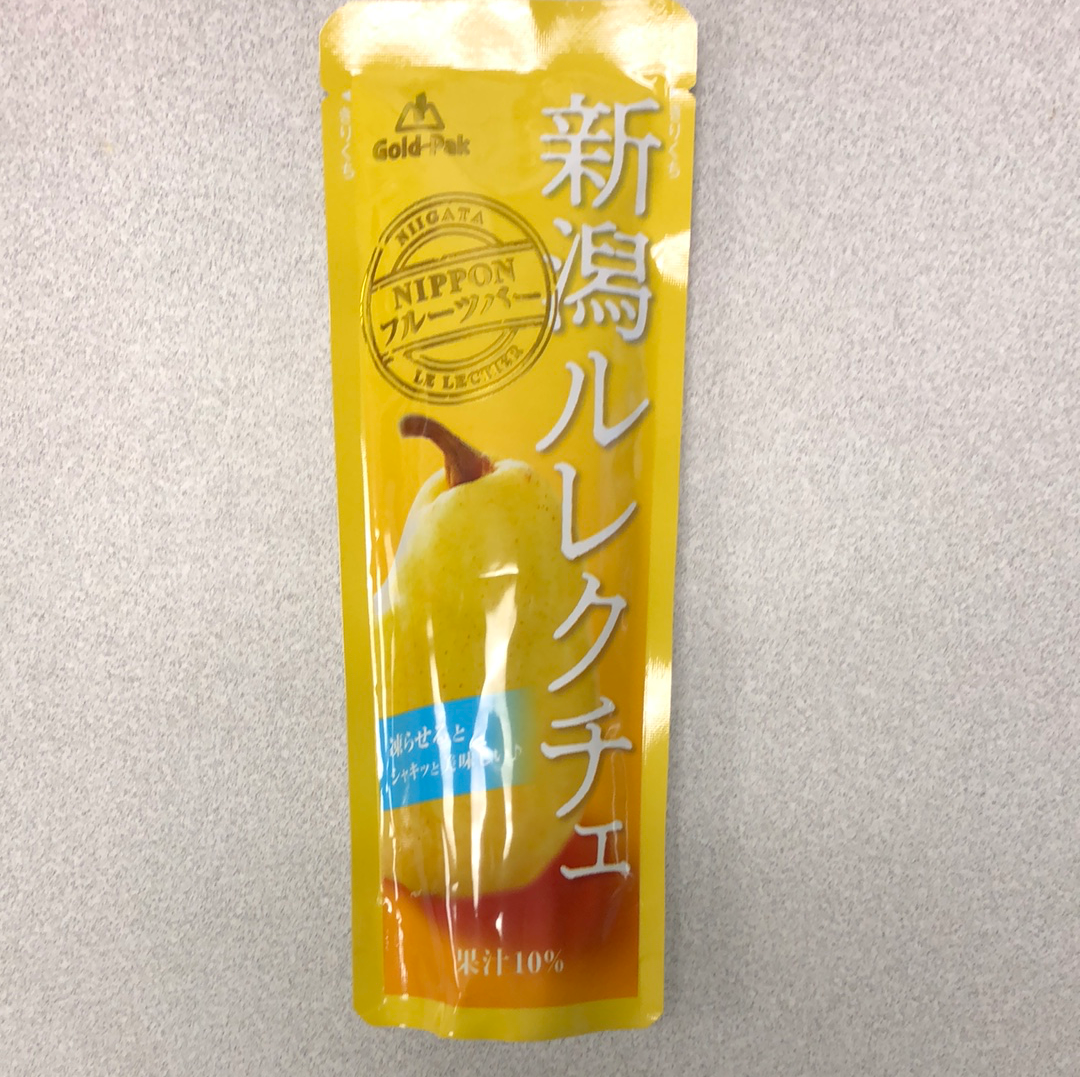 Gold-Pak
新潟ルレクチェ
NIIGATA
NIPPON
フルーツバー
LE LECTIER
凍らせると
シャキッと美味しい♪
果汁10%